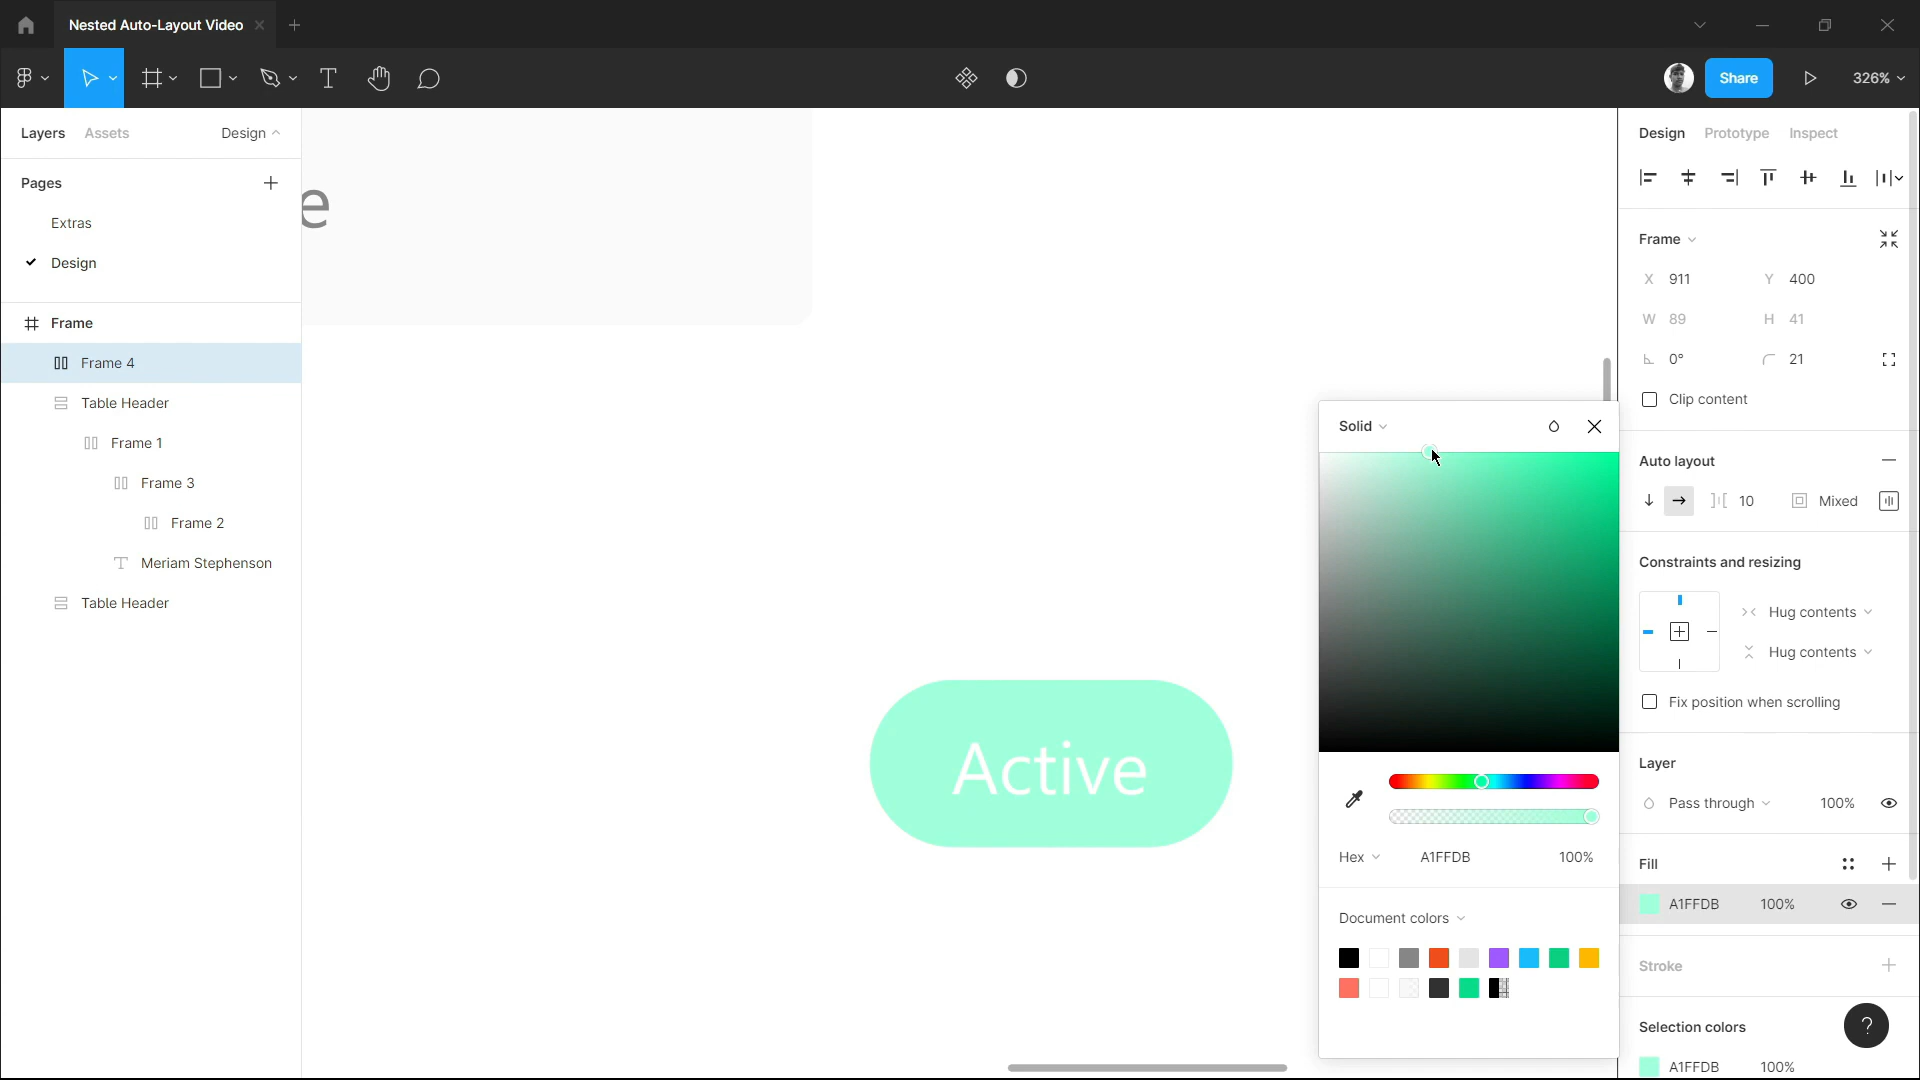 Nested Auto-Layout Video
Share
326%
Layers
Assets
Design
Pages
Extras
Design
Frame
Frame 4
Table Header
Frame 1
Frame 3
Frame 2
Meriam Stephenson
Table Header
e
Active
Solid
Hex
A1FFDB
100%
Document colors
Design
Prototype
Inspect
Frame
X 911
Y 400
W 89
H 41
0°
21
Clip content
Auto layout
10
Mixed
Constraints and resizing
Hug contents
Hug contents
Fix position when scrolling
Layer
Pass through
100%
Fill
A1FFDB
100%
Stroke
Selection colors
?
A1FFDB
100%